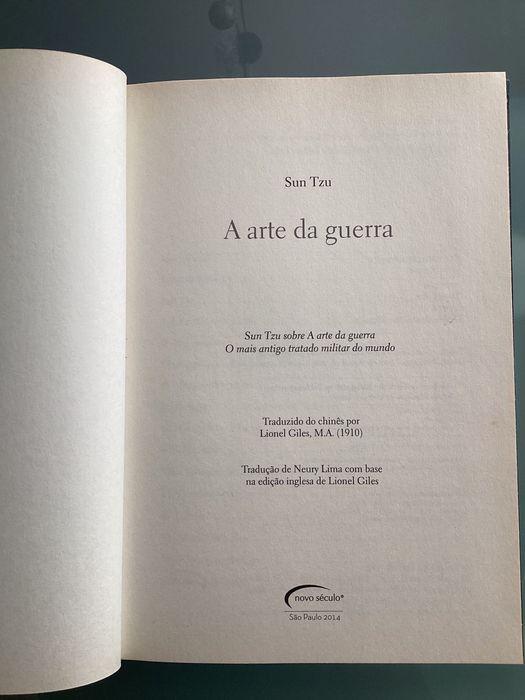 Sun Tzu
A arte da guerra
Sun Tzu sobre A arte da guerra
O mais antigo tratado militar do mundo
Traduzido do chinês por
Lionel Giles, M.A. (1910)
Tradução de Neury Lima com base
na edição inglesa de Lionel Giles
novo século®
São Paulo 2014